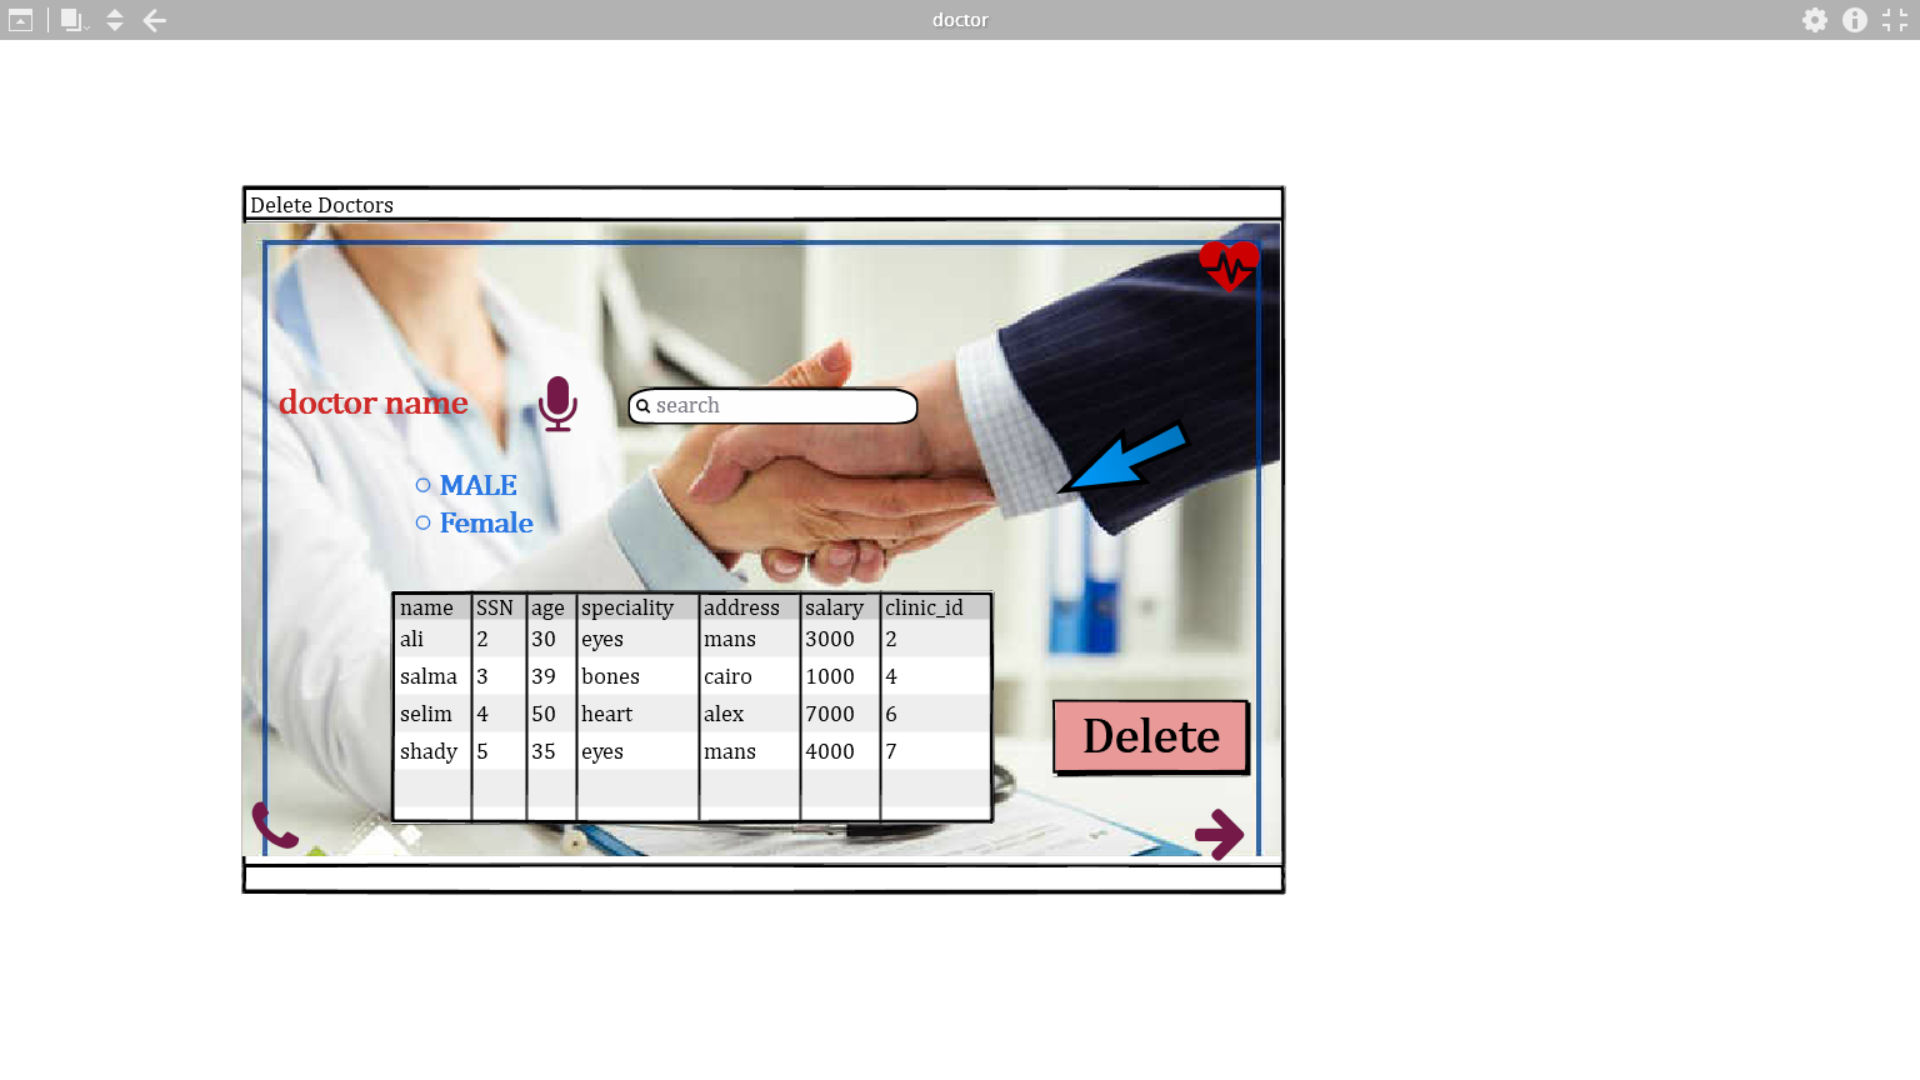 doctor
Delete Doctors
doctor name
search
MALE
Female
name SSN age speciality address salary clinic_id
ali 2 30 eyes mans 3000 2
salma 3 39 bones cairo 1000 4
selim 4 50 heart alex 7000 6
shady 5 35 eyes mans 4000 7
Delete